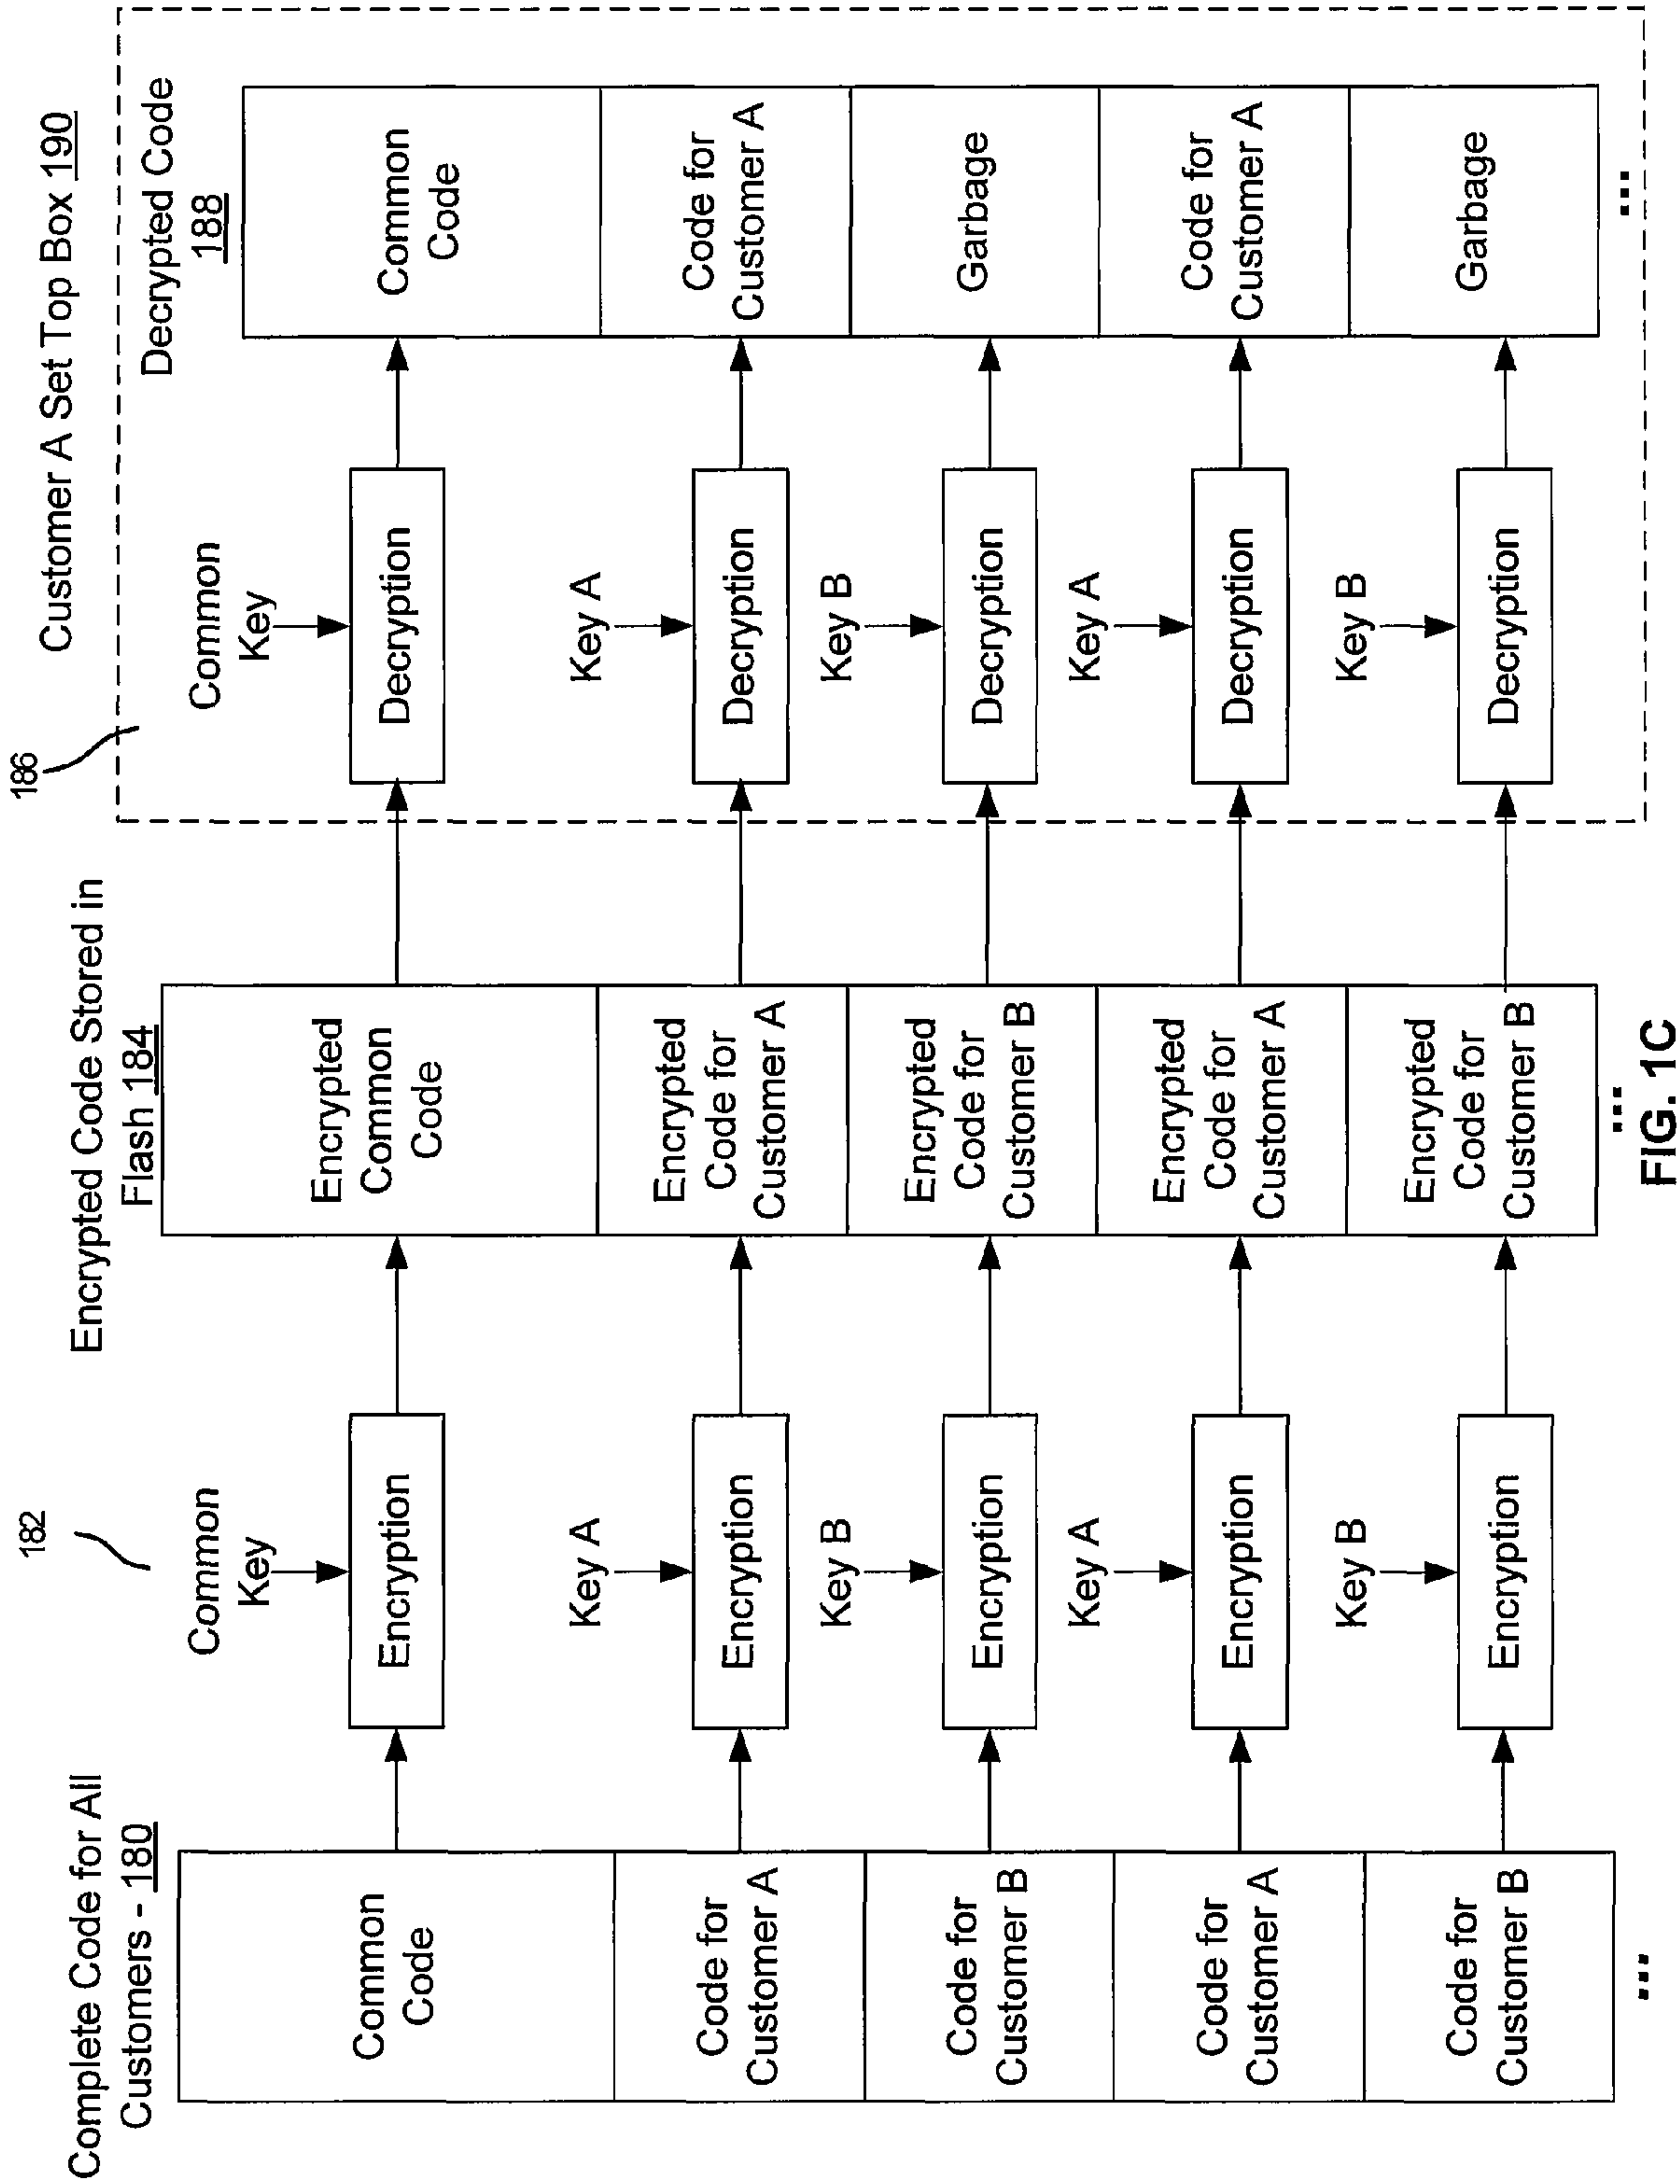 Complete Code for All
Customers - 180
Common
Code
Code for
Customer A
Code for
Customer B
Code for
Customer A
Code for
Customer B
...
182
Common
Key
Encryption
Key A
Encryption
Key B
Encryption
Key A
Encryption
Key B
Encryption
Encrypted Code Stored in
Flash 184
Encrypted
Common
Code
Encrypted
Code for
Customer A
Encrypted
Code for
Customer B
Encrypted
Code for
Customer A
Encrypted
Code for
Customer B
...
186
Customer A Set Top Box 190
Common
Key
Decryption
Key A
Decryption
Key B
Decryption
Key A
Decryption
Key B
Decryption
Decrypted Code
188
Common
Code
Code for
Customer A
Garbage
Code for
Customer A
Garbage
...
FIG. 1C